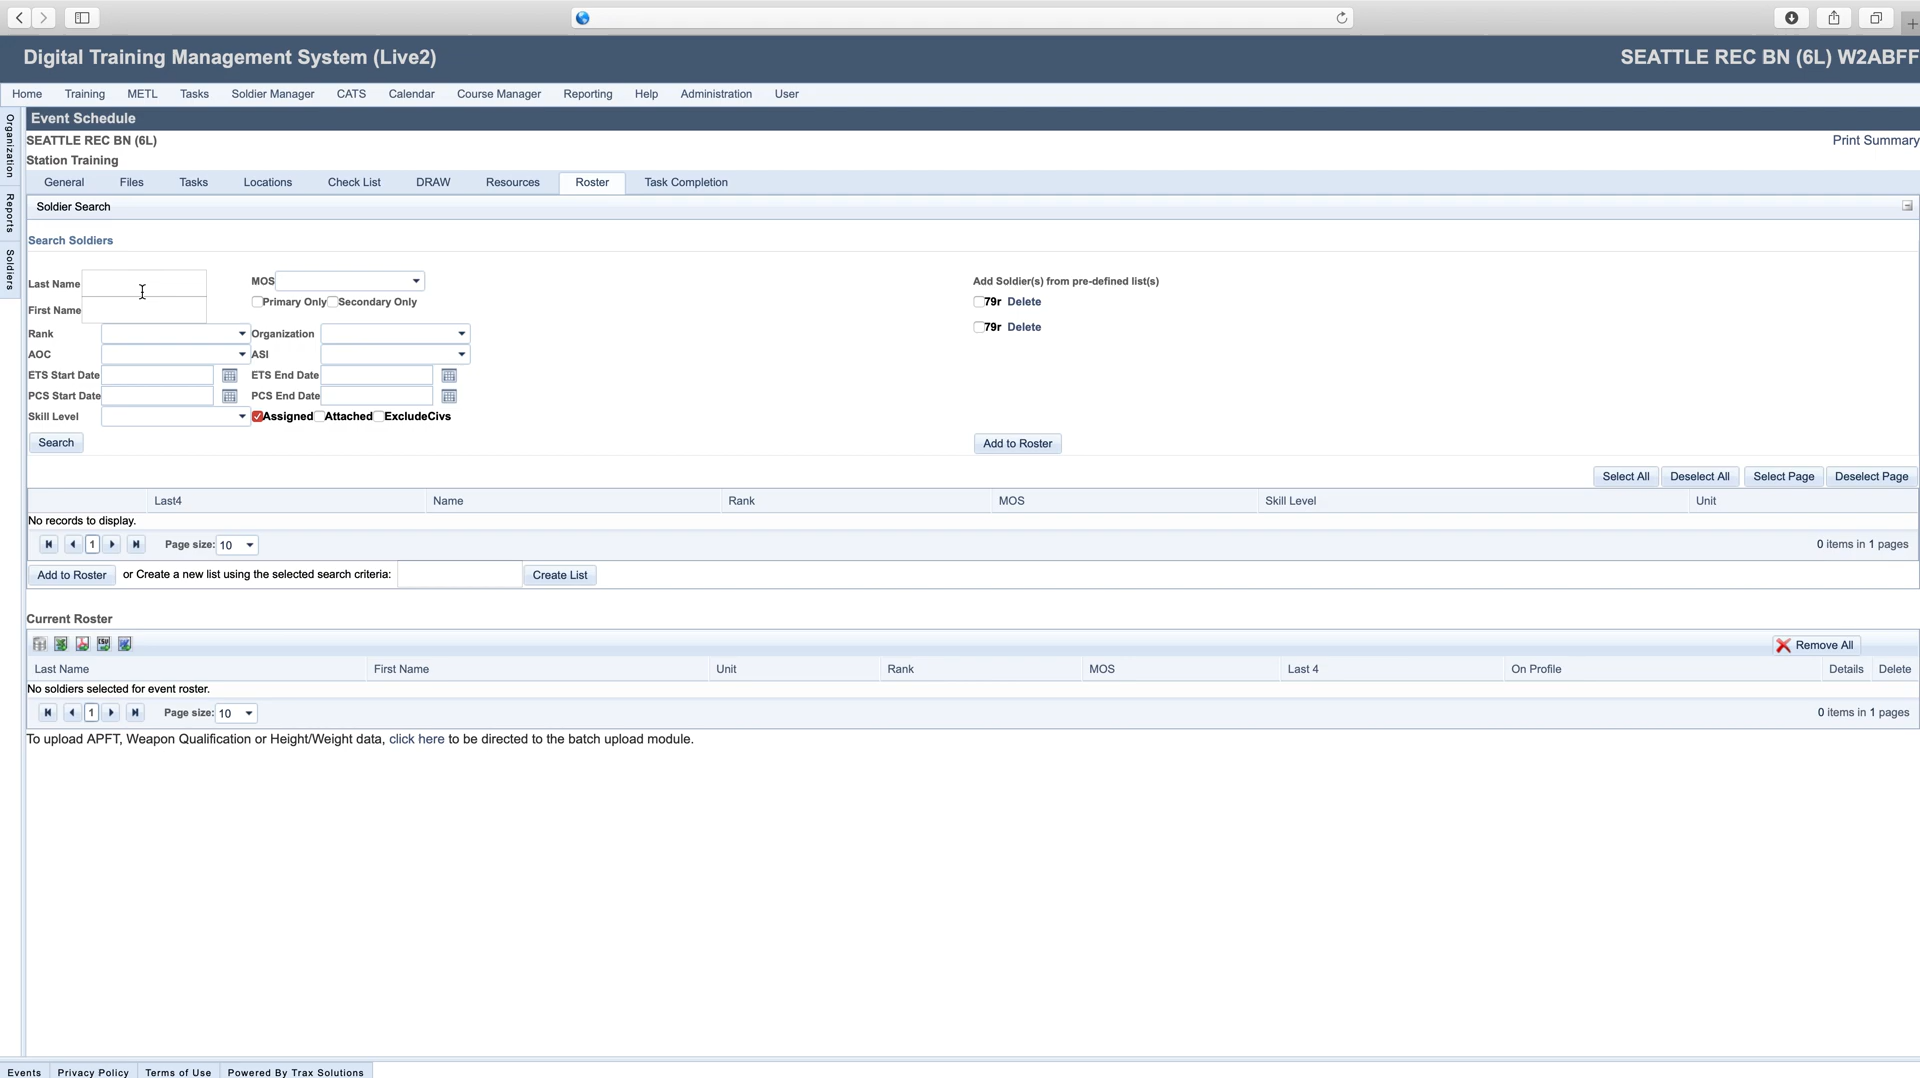 Digital Training Management System (Live2) SEATTLE REC BN (6L) W2ABFF
Home Training METL Tasks Soldier Manager CATS Calendar Course Manager Reporting Help Administration User
Organization
Reports
Soldiers
Event Schedule
SEATTLE REC BN (6L) Print Summary
Station Training
General Files Tasks Locations Check List DRAW Resources Roster Task Completion
Soldier Search
Search Soldiers
Last Name MOS Add Soldier(s) from pre-defined list(s)
Primary Only Secondary Only 79r Delete
First Name
79r Delete
Rank Organization
AOC ASI
ETS Start Date ETS End Date
PCS Start Date PCS End Date
Skill Level Assigned Attached ExcludeCivs
Search Add to Roster
Select All Deselect All Select Page Deselect Page
Last4 Name Rank MOS Skill Level Unit
No records to display.
1 Page size: 10 0 items in 1 pages
Add to Roster or Create a new list using the selected search criteria: Create List
Current Roster
CSV Remove All
Last Name First Name Unit Rank MOS Last 4 On Profile Details Delete
No soldiers selected for event roster.
1 Page size: 10 0 items in 1 pages
To upload APFT, Weapon Qualification or Height/Weight data, click here to be directed to the batch upload module.
Events Privacy Policy Terms of Use Powered By Trax Solutions